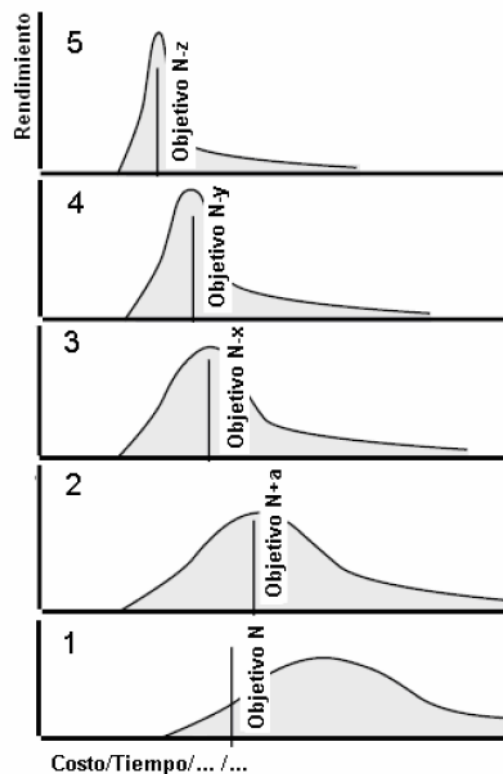 Rendimiento
5
Objetivo N-z
4
Objetivo N-y
3
Objetivo N-x
2
Objetivo N+a
1
Objetivo N
Costo/Tiempo/... /...